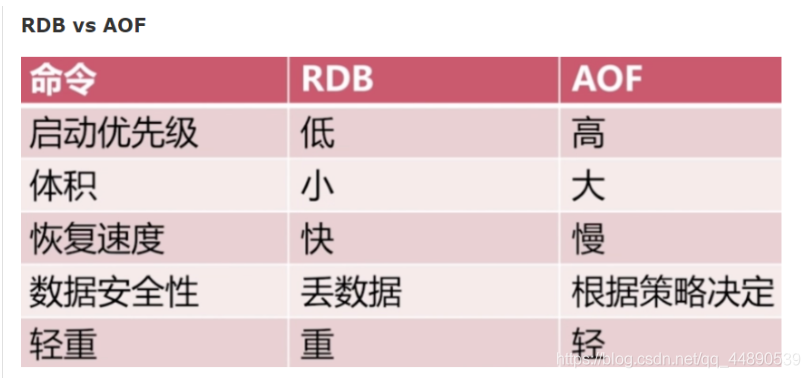 RDB vs AOF
命令 RDB AOF
启动优先级 低 高
体积 小 大
恢复速度 快 慢
数据安全性 丢数据 根据策略决定
轻重 重 轻
https://blog.csdn.net/qq_44890539